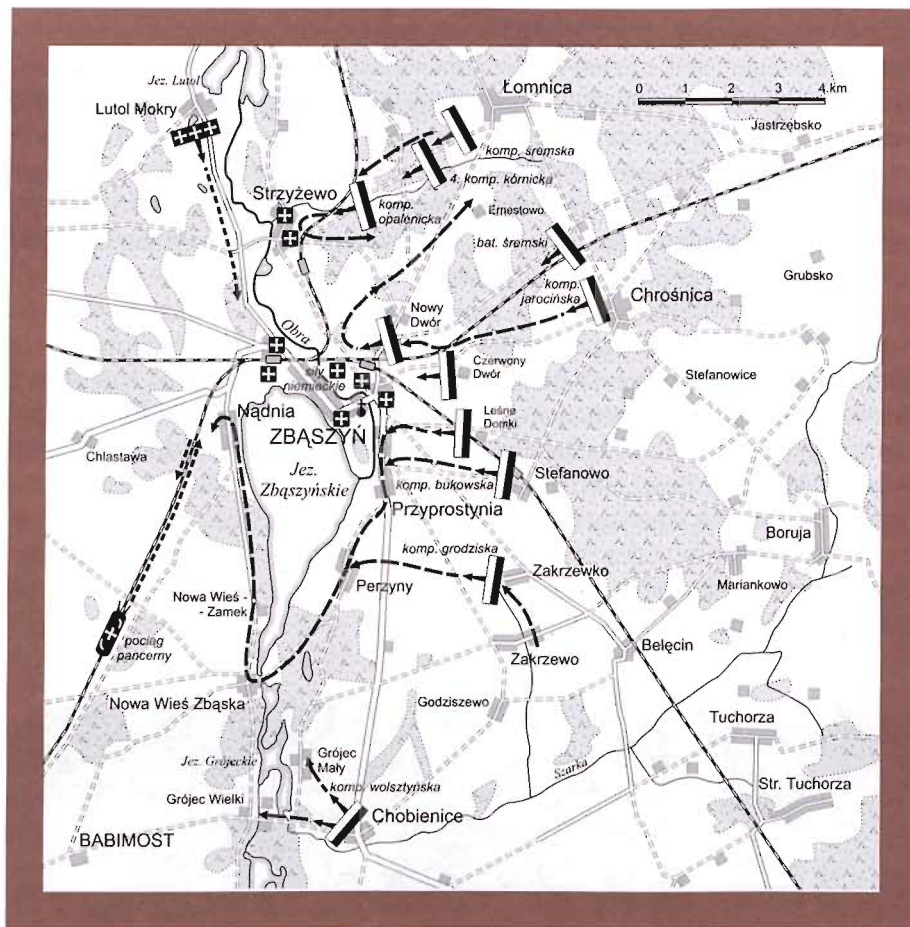 Jez. Lutol
Lutol Mokry
Łomnica
0 1 2 3 4 km
Jastrzębsko
komp. śremska
4. komp. kórnicka
Strzyżewo
komp.
opalenicka
Ernestowo
bat. śremski
Grubsko
komp.
jarocińska
Chrośnica
Nowy
Dwór
Obra
Czerwony
Dwór
siły
niemieckie
Stefanowice
Nądnia
Leśne
Domki
ZBĄSZYŃ
Chlastawa
Jez.
Zbąszyńskie
Stefanowo
komp. bukowska
Przyprostynia
Boruja
komp. grodziska
Zakrzewko
Mariankowo
Perzyny
Nowa Wieś -
- Zamek
pociąg
pancerny
Zakrzewo
Belęcin
Nowa Wieś Zbąska
Godziszewo
Tuchorza
Jez. Grójeckie
Grójec
Mały
Szarka
komp. wolsztyńska
Str. Tuchorza
Grójec Wielki
Chobienice
BABIMOST